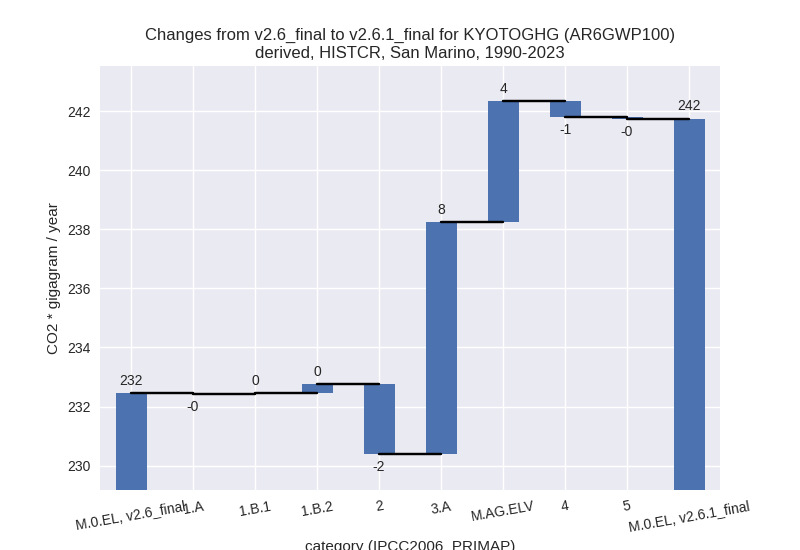 Changes from v2.6_final to v2.6.1_final for KYOTOGHG (AR6GWP100)
derived, HISTCR, San Marino, 1990-2023
CO2 * gigagram / year
242
240
238
236
234
232
230
232
-0
0
0
-2
8
4
-1
-0
242
M.0.EL, v2.6_final
1.A
1.B.1
1.B.2
2
3.A
M.AG.ELV
4
5
M.0.EL, v2.6.1_final
category (IPCC2006_PRIMAP)